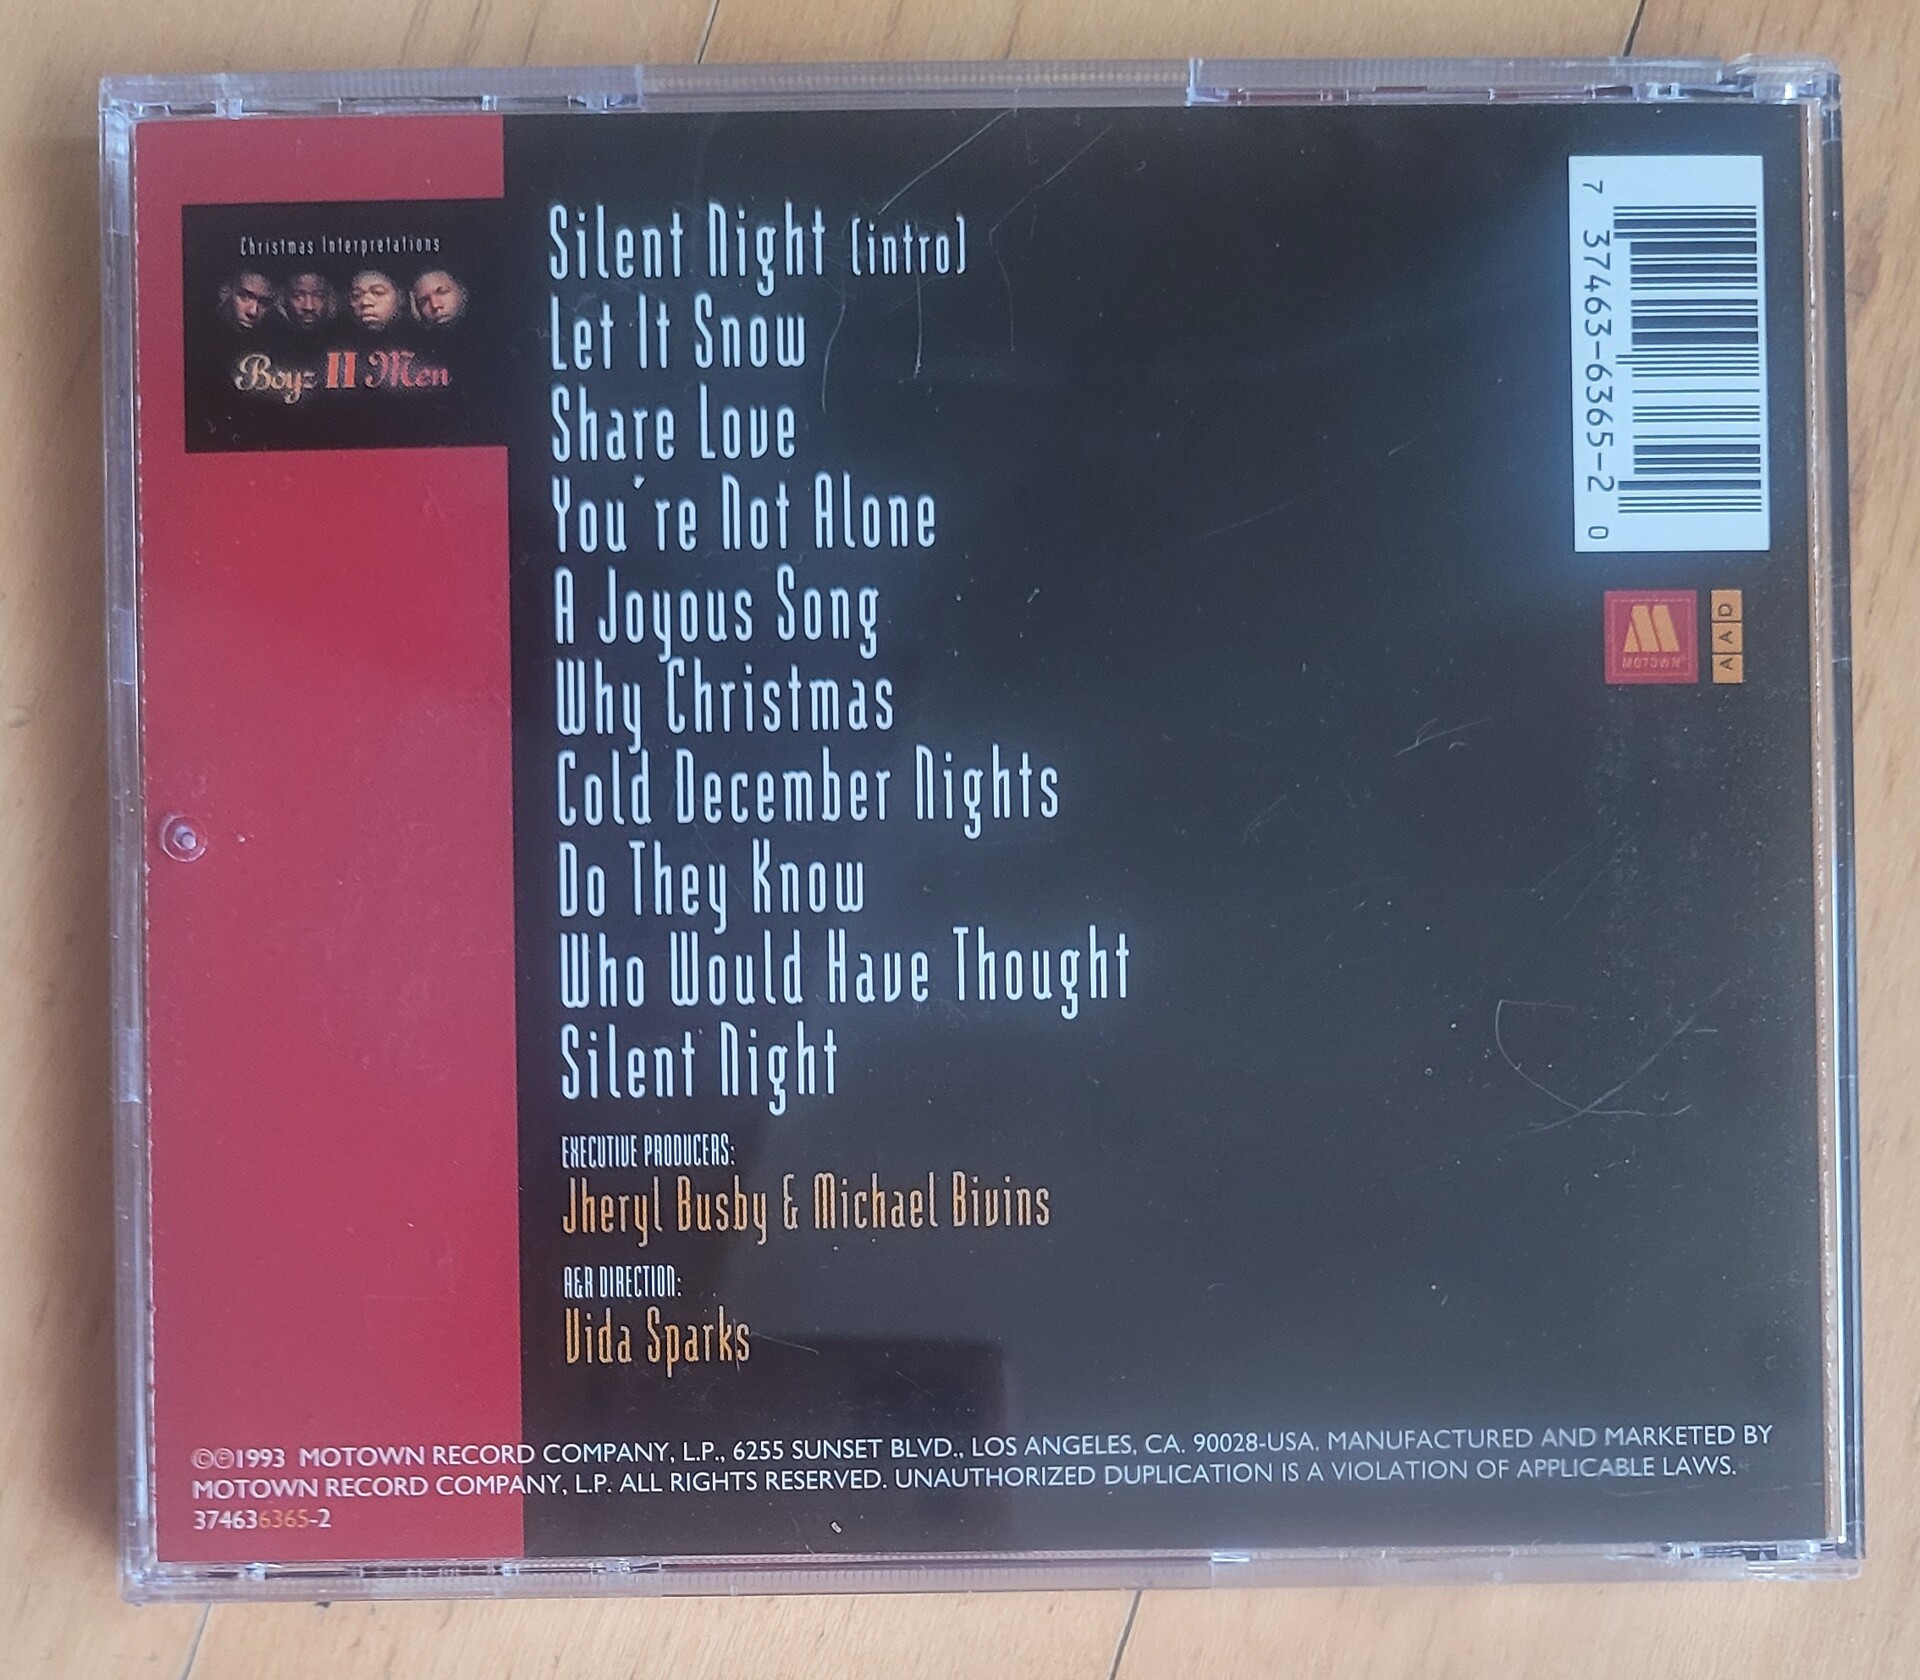 Christmas Interpretations
Boyz II Men
Silent Night (intro)
Let It Snow
Share Love
You're Not Alone
A Joyous Song
Why Christmas
Cold December Nights
Do They Know
Who Would Have Thought
Silent Night
EXECUTIVE PRODUCERS:
Jheryl Busby & Michael Bivins
A&R DIRECTION:
Vida Sparks
7 37463-6365-2 0
MOTOWN®
AAD
©℗1993 MOTOWN RECORD COMPANY, L.P., 6255 SUNSET BLVD., LOS ANGELES, CA. 90028-USA. MANUFACTURED AND MARKETED BY
MOTOWN RECORD COMPANY, L.P. ALL RIGHTS RESERVED. UNAUTHORIZED DUPLICATION IS A VIOLATION OF APPLICABLE LAWS.
374636365-2